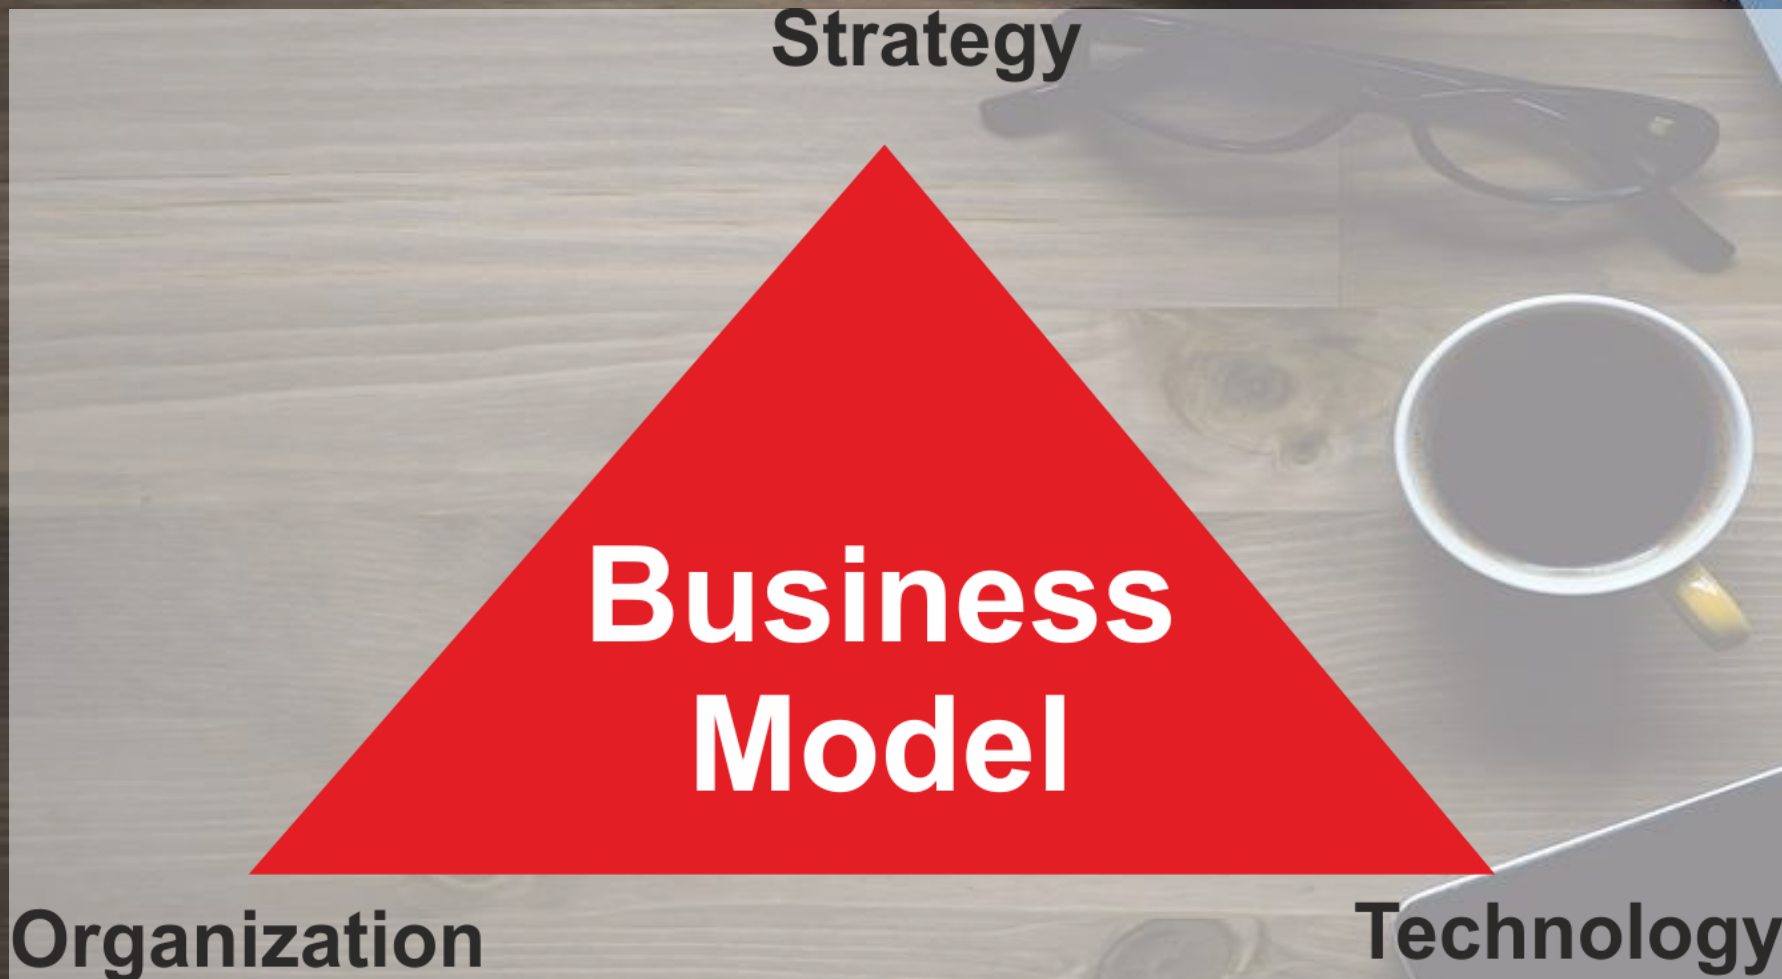 Strategy
Business
Model
Organization
Technology